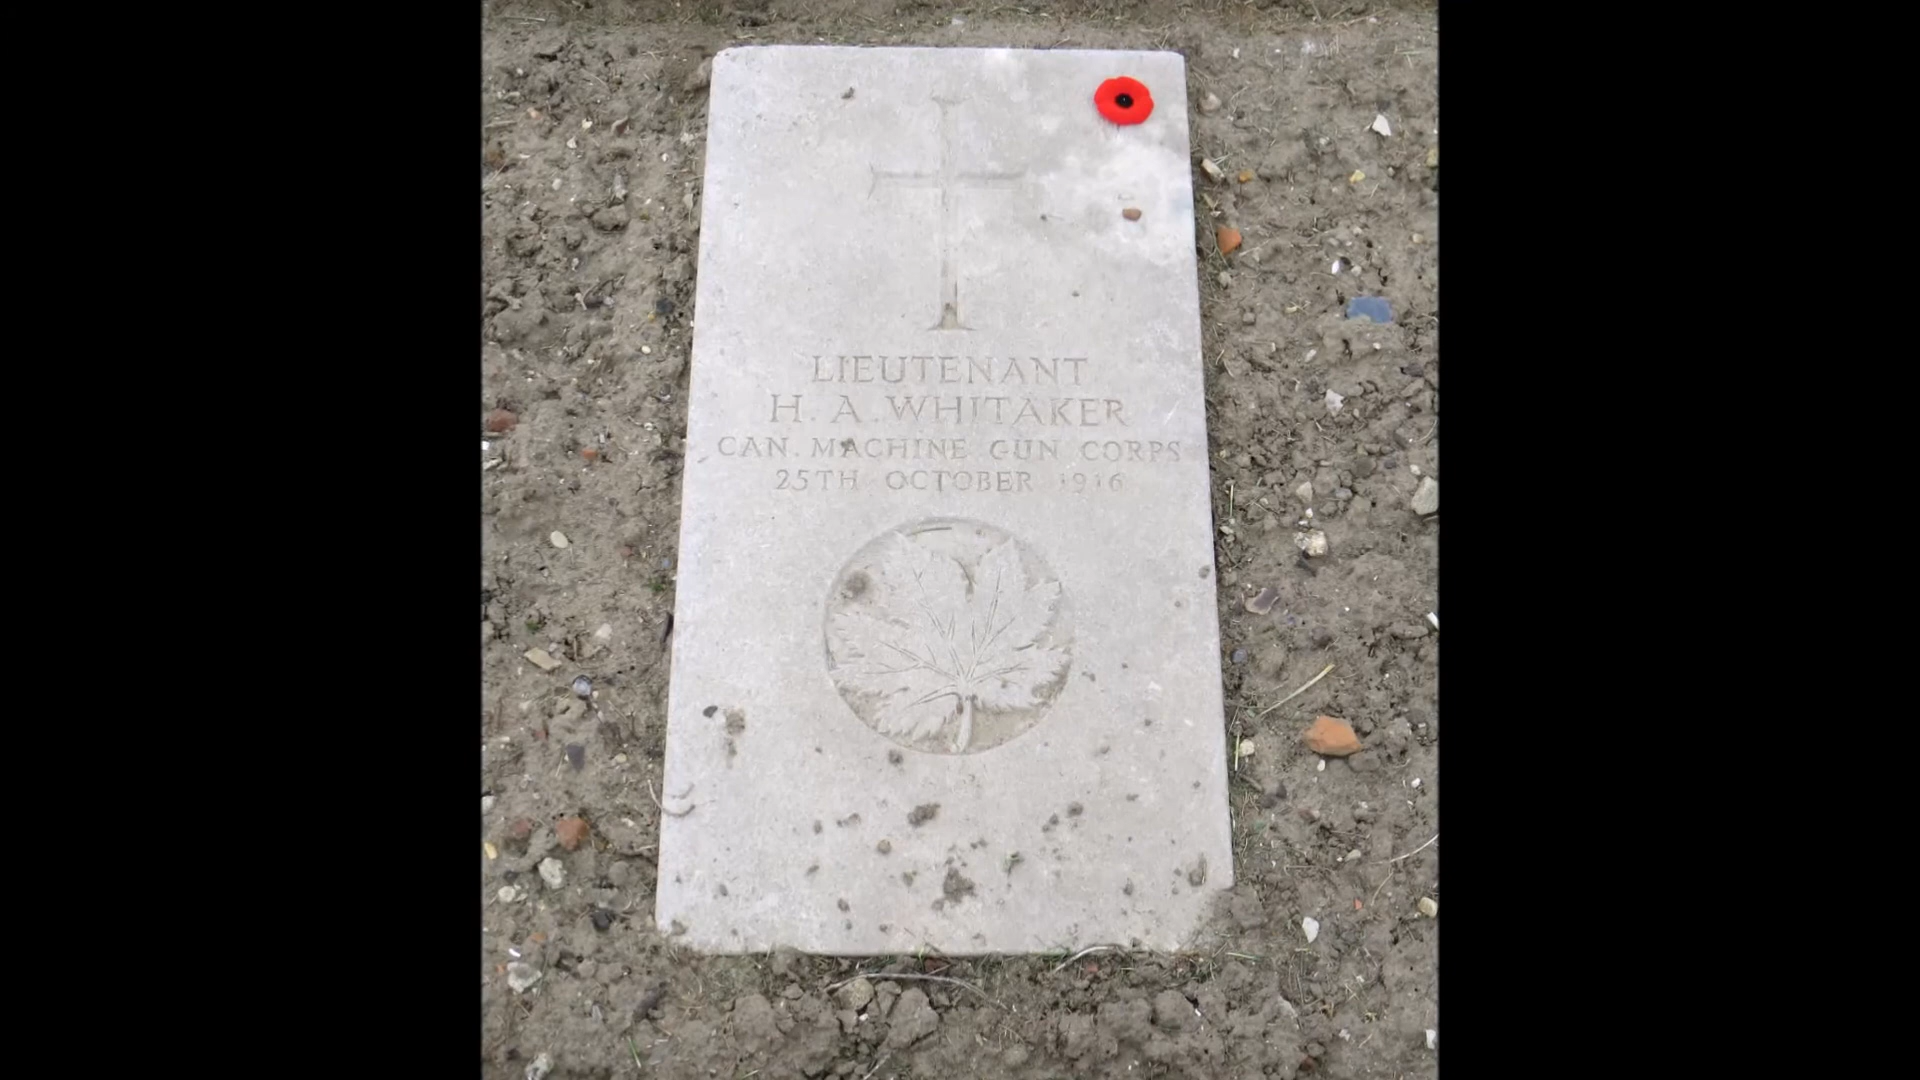 LIEUTENANT
H. A. WHITAKER
CAN. MACHINE GUN CORPS
25TH OCTOBER 1916